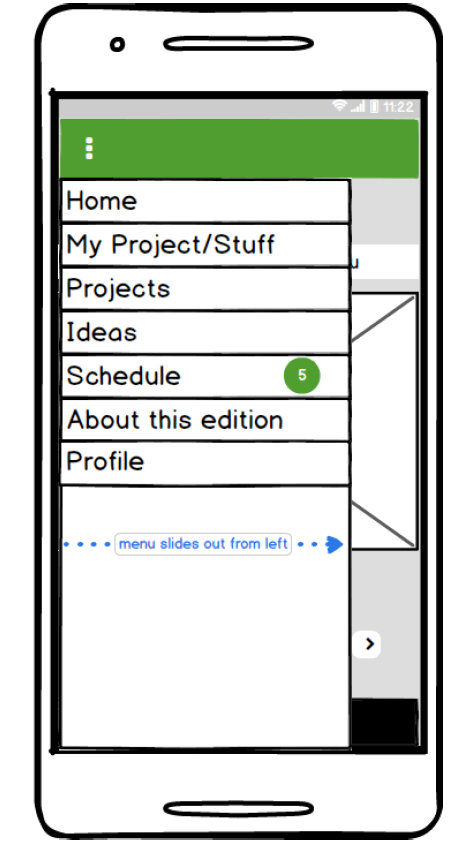 11:22
Home
u
My Project/Stuff
Projects
Ideas
Schedule 5
About this edition
Profile
menu slides out from left